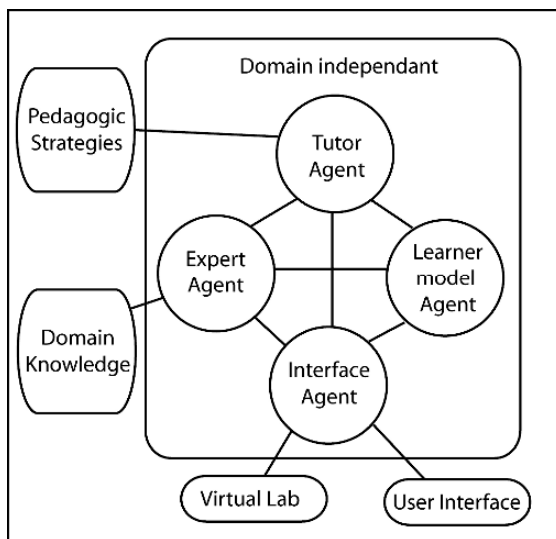 Domain independant
Pedagogic
Strategies
Tutor
Agent
Expert
Agent
Learner
model
Agent
Domain
Knowledge
Interface
Agent
Virtual Lab
User Interface